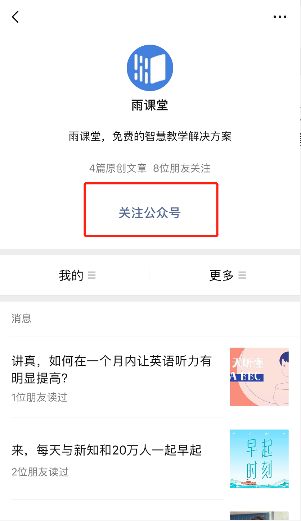 雨课堂
雨课堂，免费的智慧教学解决方案
4篇原创文章 8位朋友关注
关注公众号
我的
更多
消息
讲真，如何在一个月内让英语听力有
明显提高？
1位朋友读过
来，每天与新知和20万人一起早起
2位朋友读过
早起
时刻